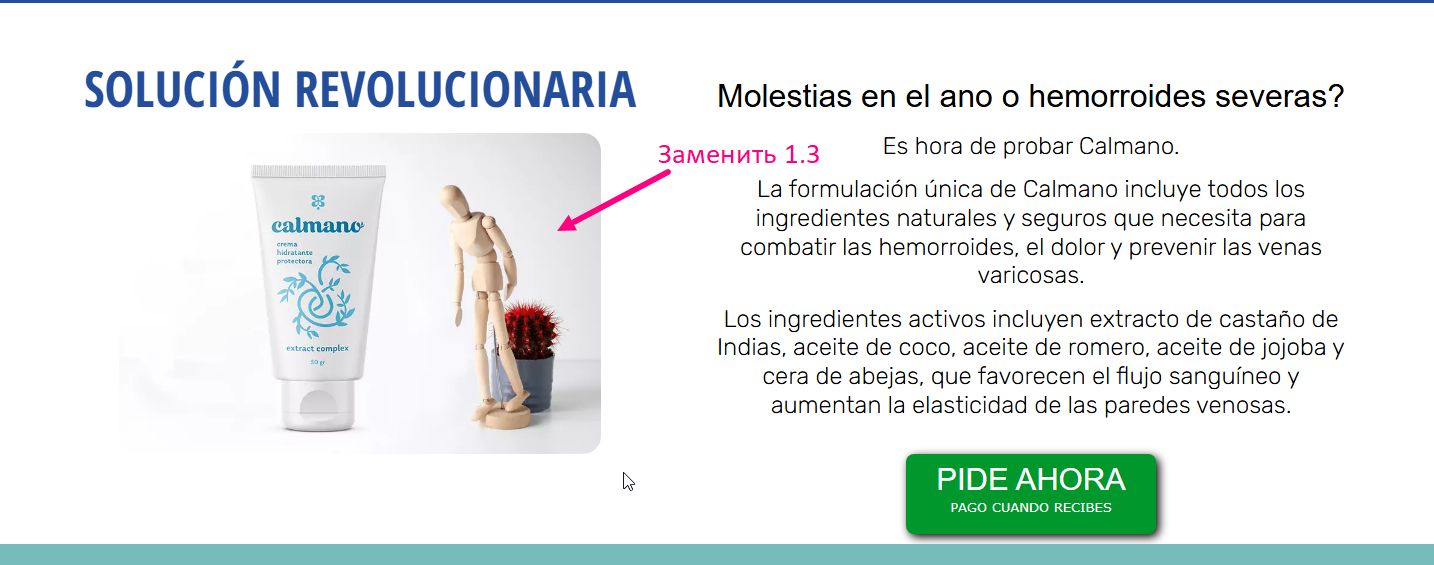 SOLUCIÓN REVOLUCIONARIA
calmano
crema
hidratante
protectora
extract complex
50 gr
Заменить 1.3
Molestias en el ano o hemorroides severas?
Es hora de probar Calmano.
La formulación única de Calmano incluye todos los
ingredientes naturales y seguros que necesita para
combatir las hemorroides, el dolor y prevenir las venas
varicosas.
Los ingredientes activos incluyen extracto de castaño de
Indias, aceite de coco, aceite de romero, aceite de jojoba y
cera de abejas, que favorecen el flujo sanguíneo y
aumentan la elasticidad de las paredes venosas.
PIDE AHORA
PAGO CUANDO RECIBES